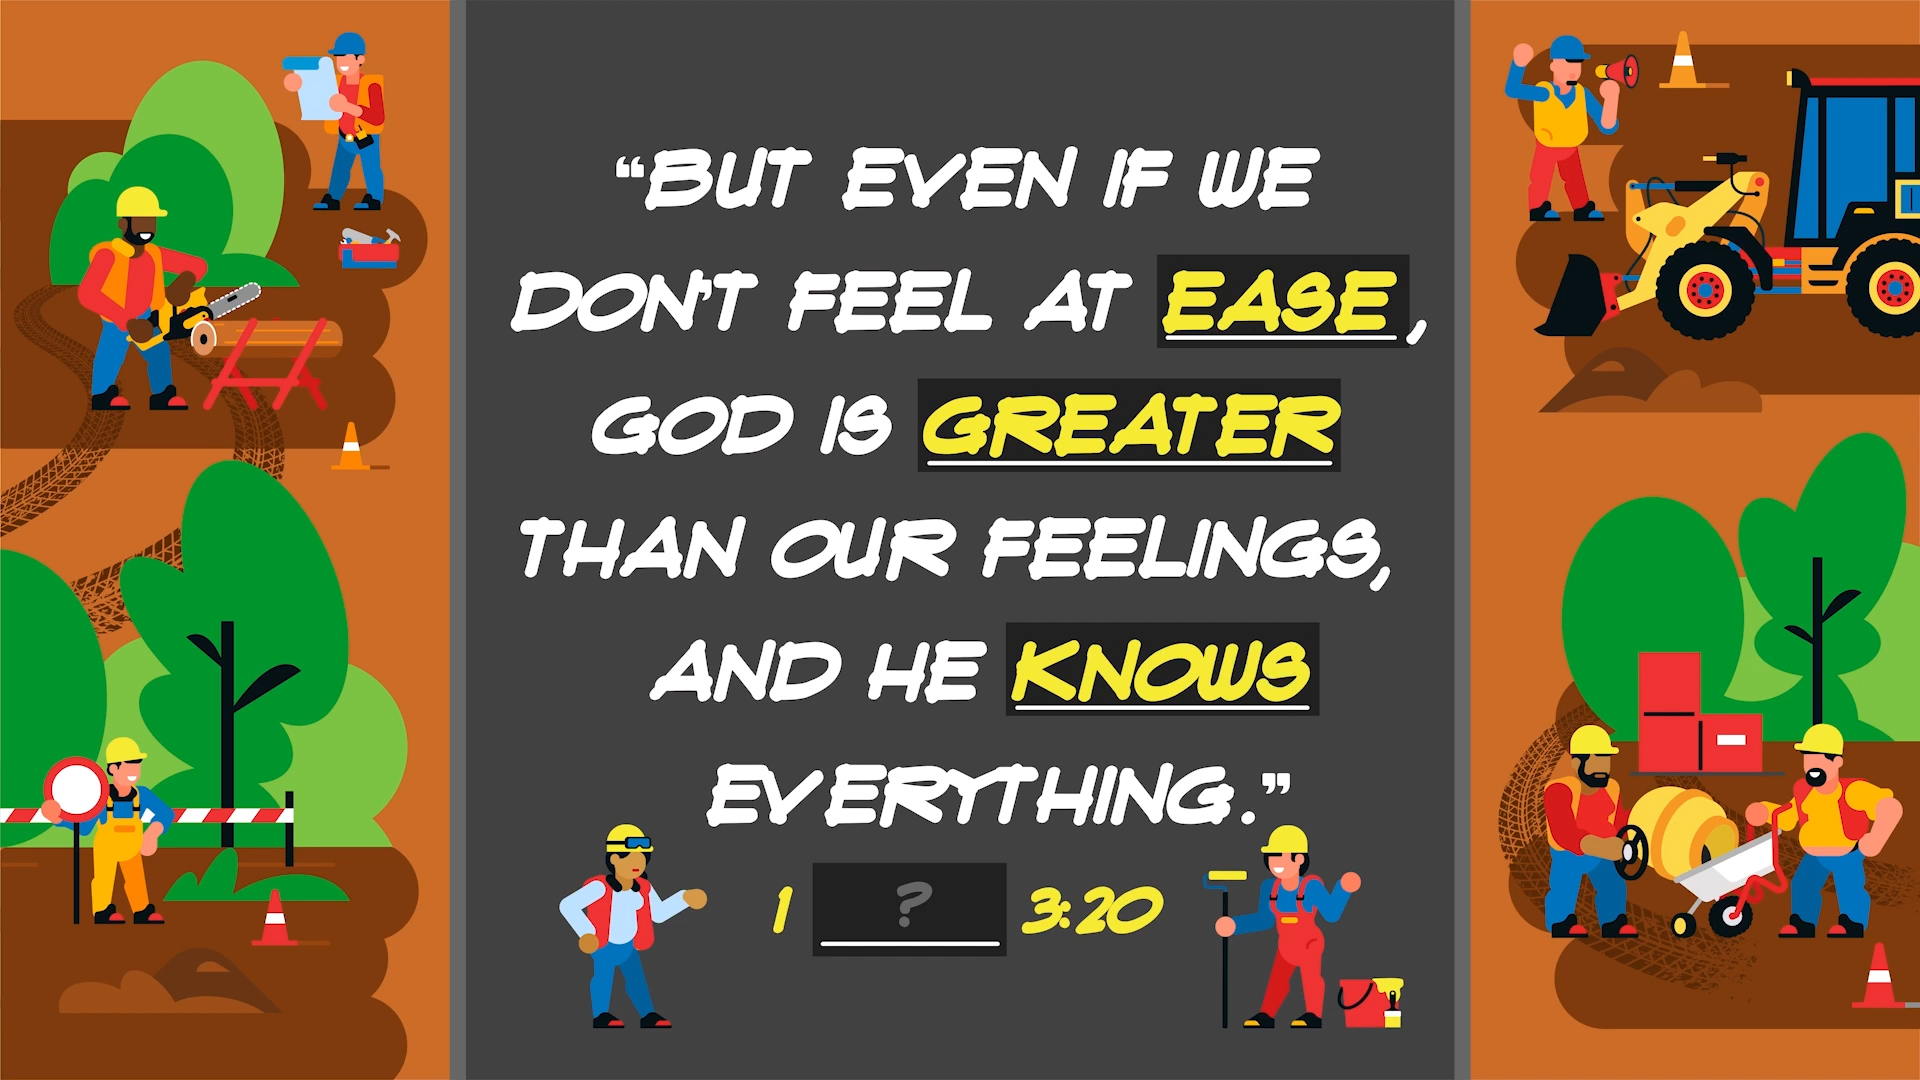 “BUT EVEN IF WE
DON'T FEEL AT EASE,
GOD IS GREATER
THAN OUR FEELINGS,
AND HE KNOWS
EVERYTHING.”
1 ? 3:20